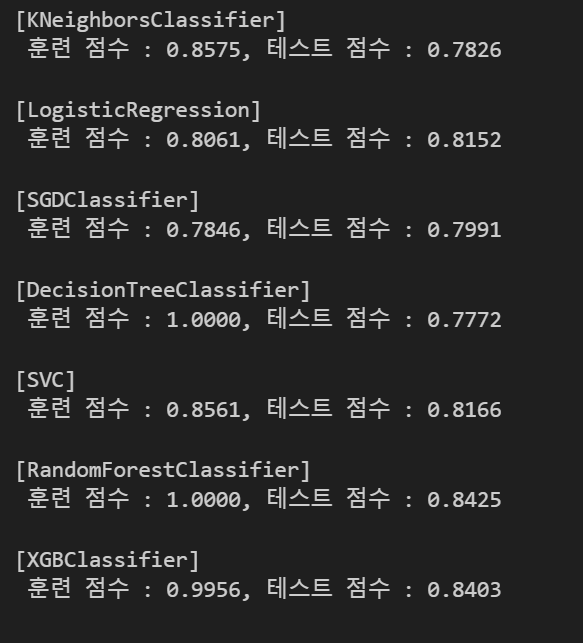 [KNeighborsClassifier]
훈련 점수 : 0.8575, 테스트 점수 : 0.7826
[LogisticRegression]
훈련 점수 : 0.8061, 테스트 점수 : 0.8152
[SGDClassifier]
훈련 점수 : 0.7846, 테스트 점수 : 0.7991
[DecisionTreeClassifier]
훈련 점수 : 1.0000, 테스트 점수 : 0.7772
[SVC]
훈련 점수 : 0.8561, 테스트 점수 : 0.8166
[RandomForestClassifier]
훈련 점수 : 1.0000, 테스트 점수 : 0.8425
[XGBClassifier]
훈련 점수 : 0.9956, 테스트 점수 : 0.8403